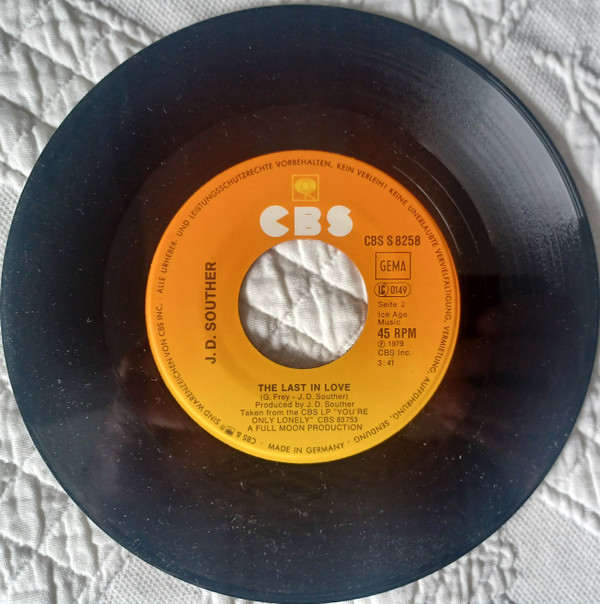 ALLE URHEBER- UND LEISTUNGSSCHUTZRECHTE VORBEHALTEN, KEIN VERLEIH! KEINE UNERLAUBTE VERVIELFÄLTIGUNG, VERMIETUNG, AUFFÜHRUNG, SENDUNG
CBS
CBS S 8258
GEMA
LC 0149
Seite 2
Ice Age
Music
45 RPM
℗ 1979
CBS Inc.
3:41
J. D. SOUTHER
THE LAST IN LOVE
(G. Frey - J. D. Souther)
Produced by J. D. Souther
Taken from the CBS LP "YOU'RE
ONLY LONELY" CBS 83753
A FULL MOON PRODUCTION
CBS & ® SIND WARENZEICHEN VON CBS INC. · MADE IN GERMANY ·